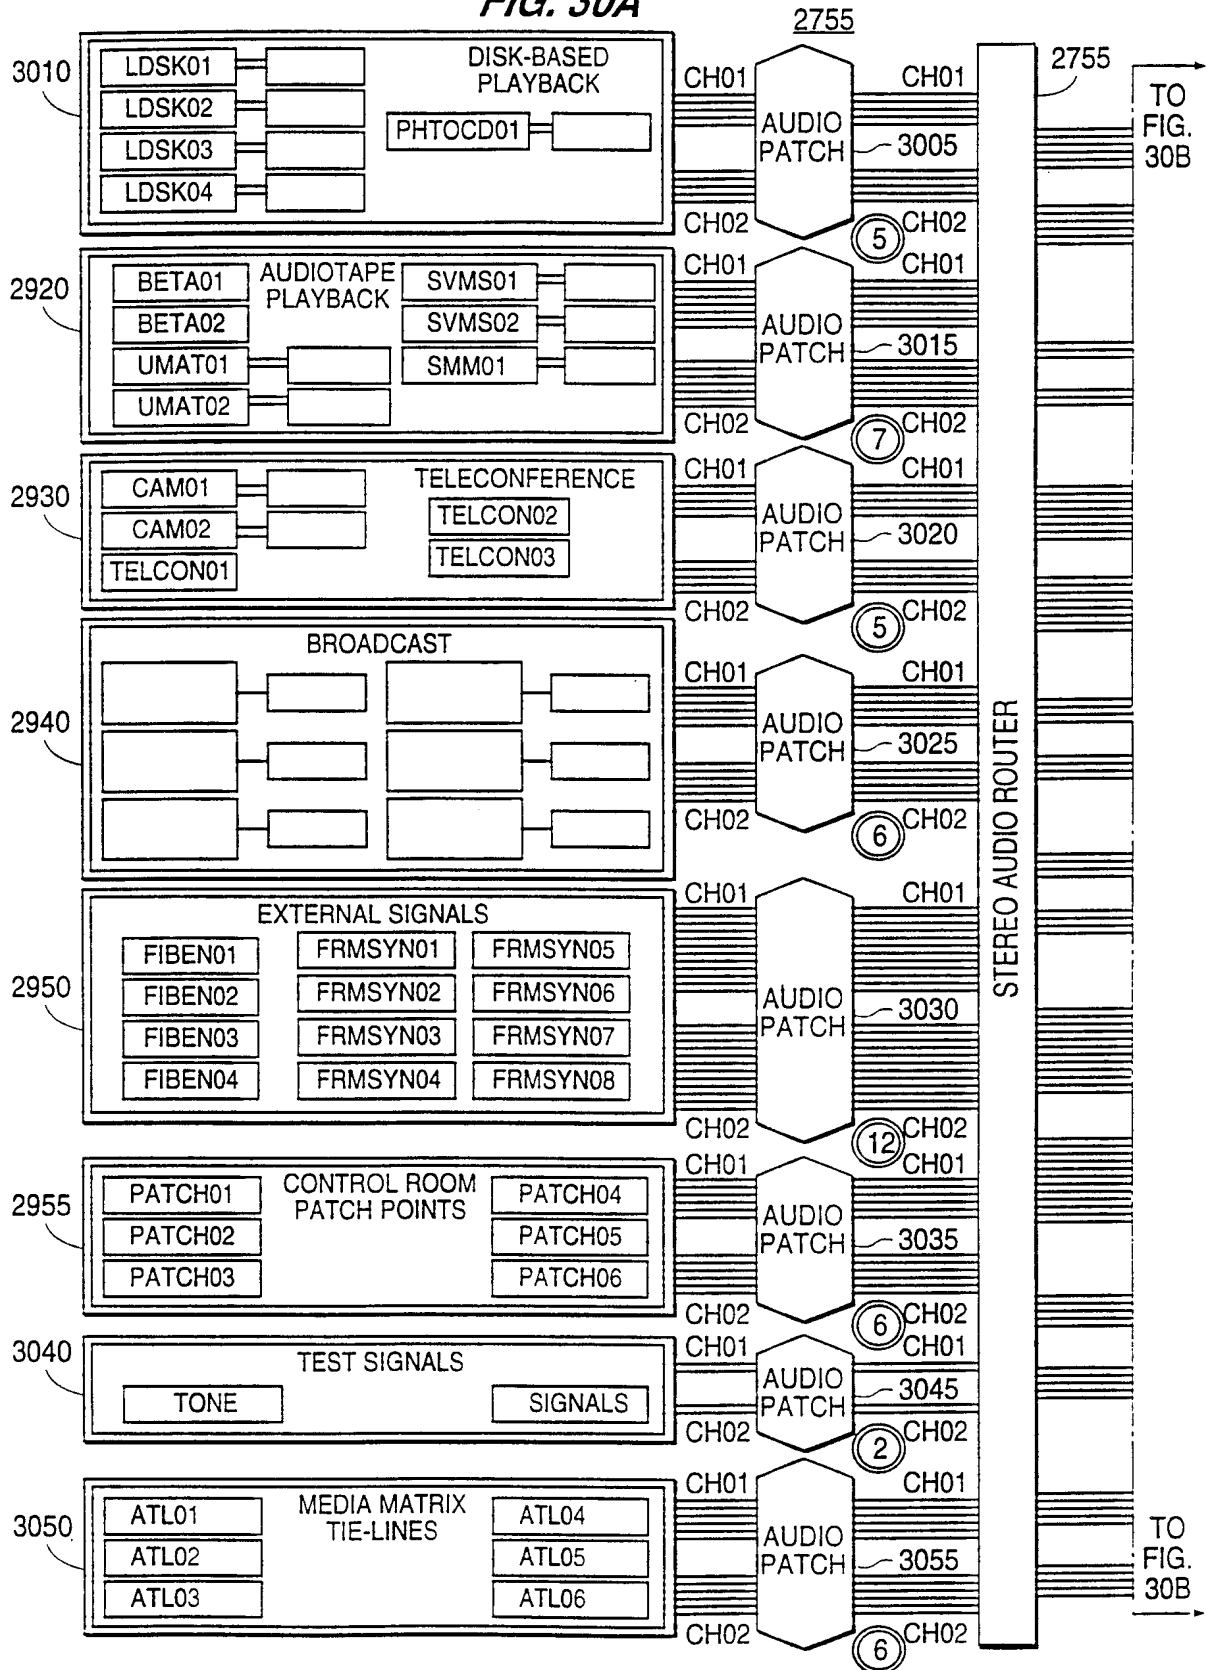 FIG. 30A
2755
3010
LDSK01
LDSK02
LDSK03
LDSK04
DISK-BASED
PLAYBACK
PHTOCD01
CH01
CH02
AUDIO
PATCH
3005
CH01
CH02
5
2755
TO
FIG.
30B
2920
BETA01
BETA02
UMAT01
UMAT02
AUDIOTAPE
PLAYBACK
SVMS01
SVMS02
SMM01
CH01
CH02
AUDIO
PATCH
3015
CH01
CH02
7
2930
CAM01
CAM02
TELCON01
TELECONFERENCE
TELCON02
TELCON03
CH01
CH02
AUDIO
PATCH
3020
CH01
CH02
5
2940
BROADCAST
CH01
CH02
AUDIO
PATCH
3025
CH01
CH02
6
STEREO AUDIO ROUTER
2950
EXTERNAL SIGNALS
FIBEN01
FIBEN02
FIBEN03
FIBEN04
FRMSYN01
FRMSYN02
FRMSYN03
FRMSYN04
FRMSYN05
FRMSYN06
FRMSYN07
FRMSYN08
CH01
CH02
AUDIO
PATCH
3030
CH01
CH02
12
2955
PATCH01
PATCH02
PATCH03
CONTROL ROOM
PATCH POINTS
PATCH04
PATCH05
PATCH06
CH01
CH02
AUDIO
PATCH
3035
CH01
CH02
6
3040
TEST SIGNALS
TONE
SIGNALS
CH01
CH02
AUDIO
PATCH
3045
CH01
CH02
2
3050
ATL01
ATL02
ATL03
MEDIA MATRIX
TIE-LINES
ATL04
ATL05
ATL06
CH01
CH02
AUDIO
PATCH
3055
CH01
CH02
6
TO
FIG.
30B